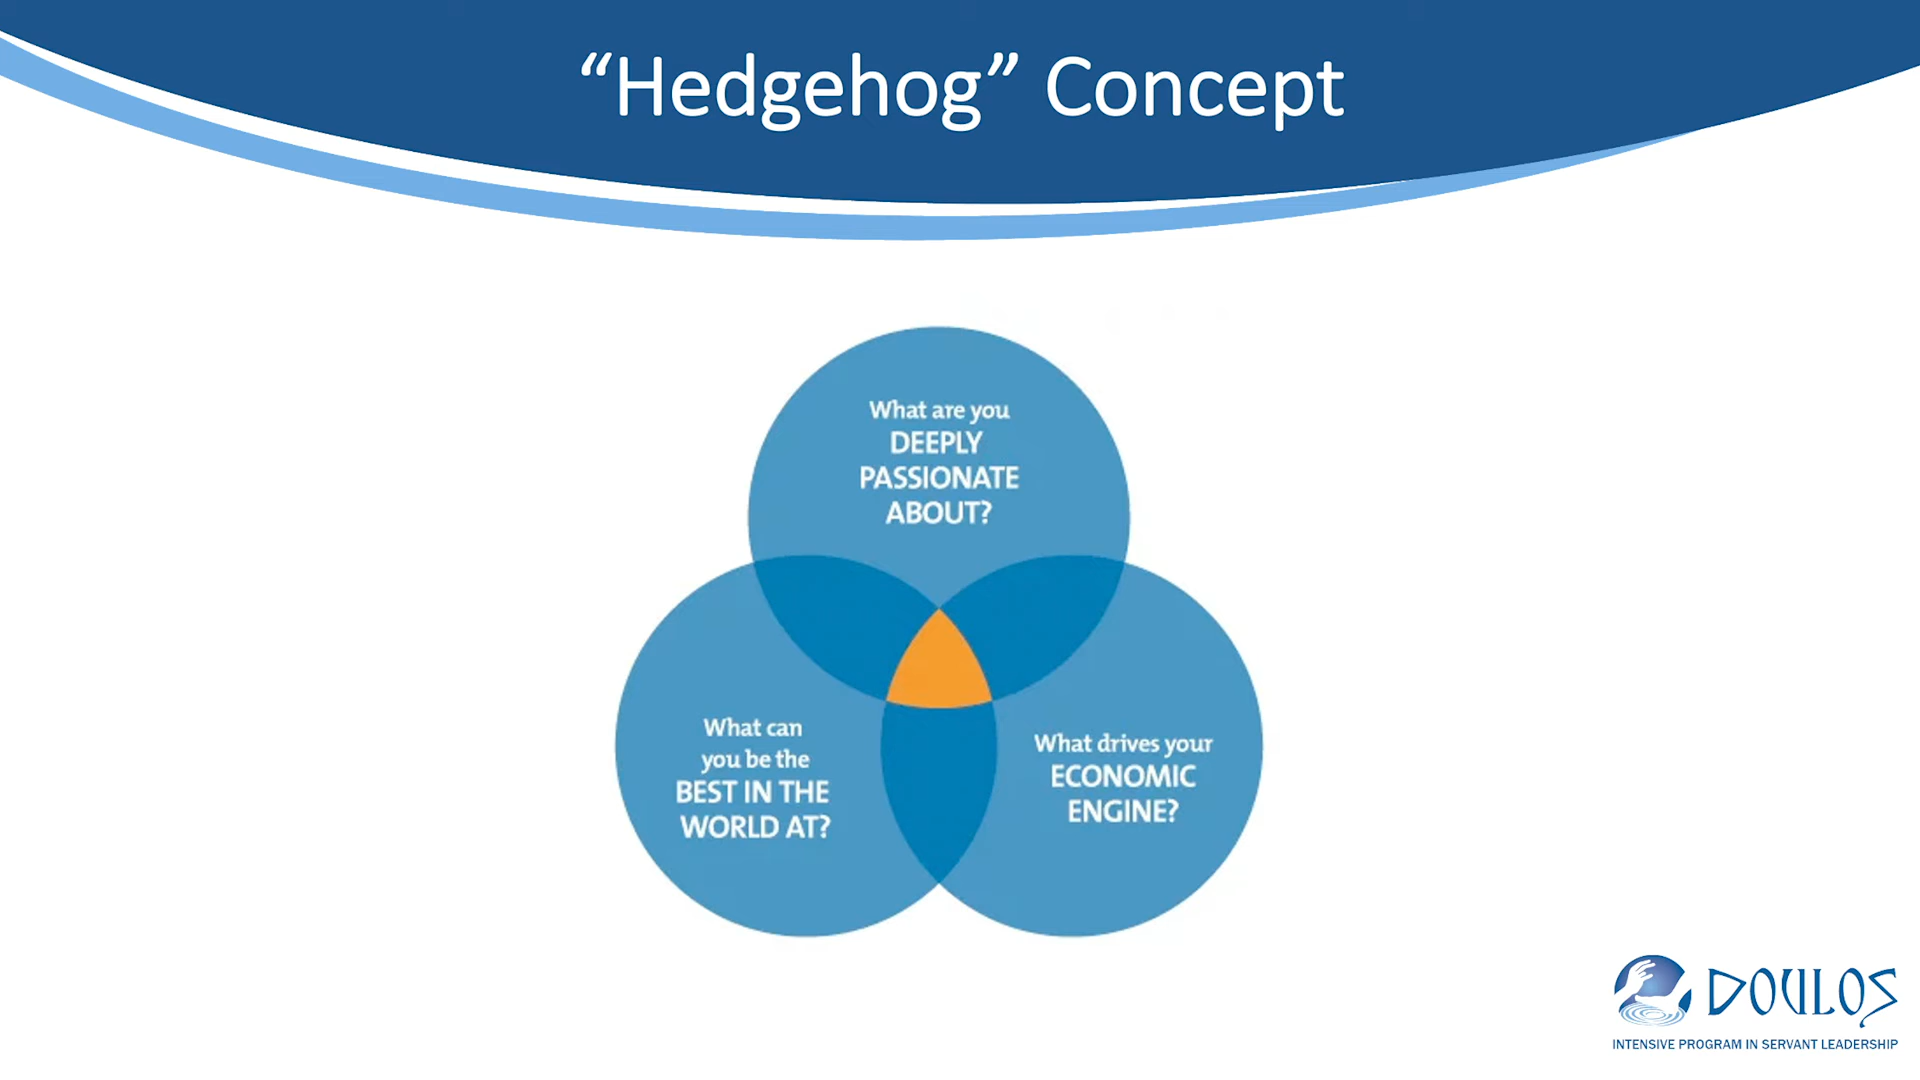 “Hedgehog” Concept
What are you
DEEPLY
PASSIONATE
ABOUT?
What can
you be the
BEST IN THE
WORLD AT?
What drives your
ECONOMIC
ENGINE?
DOULOS
INTENSIVE PROGRAM IN SERVANT LEADERSHIP